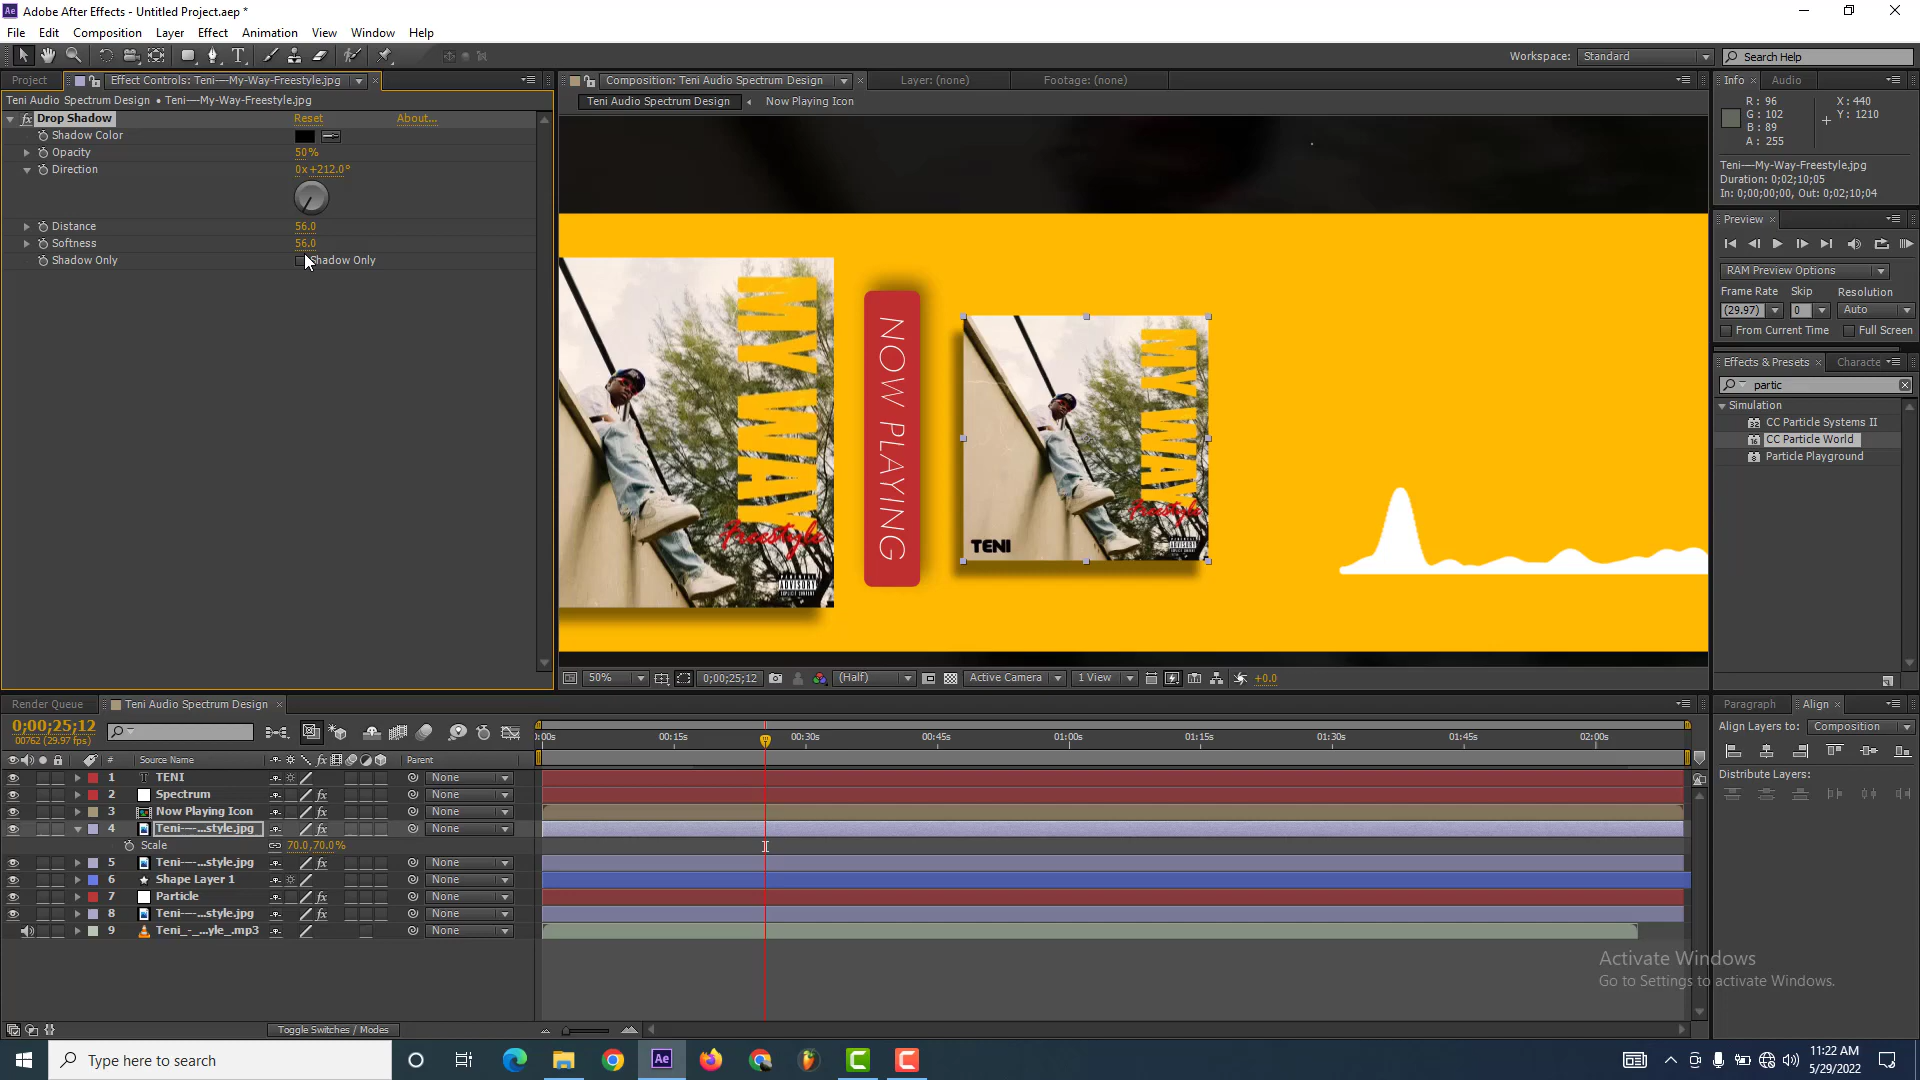 Adobe After Effects - Untitled Project.aep *
File Edit Composition Layer Effect Animation View Window Help
Workspace: Standard Search Help
Project Effect Controls: Teni-—My-Way-Freestyle.jpg
Teni Audio Spectrum Design • Teni-—My-Way-Freestyle.jpg
fx Drop Shadow Reset About...
Shadow Color
Opacity 50%
Direction 0x+212.0°
Distance 56.0
Softness 56.0
Shadow Only Shadow Only
Composition: Teni Audio Spectrum Design Layer: (none) Footage: (none)
Teni Audio Spectrum Design Now Playing Icon
MY WAY
Freestyle
NOW PLAYING
MY WAY
Freestyle
TENI
50% 0;00;25;12 (Half) Active Camera 1 View +0.0
Info Audio
R : 96
G : 102
B : 89
A : 255
X : 440
Y : 1210
Teni-—My-Way-Freestyle.jpg
Duration: 0;02;10;05
In: 0;00;00;00, Out: 0;02;10;04
Preview
RAM Preview Options
Frame Rate Skip Resolution
(29.97) 0 Auto
From Current Time Full Screen
Effects & Presets Characte
partic
Simulation
CC Particle Systems II
CC Particle World
Particle Playground
Paragraph Align
Align Layers to: Composition
Distribute Layers:
Render Queue Teni Audio Spectrum Design
0;00;25;12
00762 (29.97 fps)
:00s 00:15s 00:30s 00:45s 01:00s 01:15s 01:30s 01:45s 02:00s
# Source Name Parent
1 T TENI None
2 Spectrum None
3 Now Playing Icon None
4 Teni-—...style.jpg None
Scale 70.0,70.0%
5 Teni-—...style.jpg None
6 Shape Layer 1 None
7 Particle None
8 Teni-—...style.jpg None
9 Teni_-_...yle_.mp3 None
Toggle Switches / Modes
Activate Windows
Go to Settings to activate Windows.
Type here to search
11:22 AM
5/29/2022